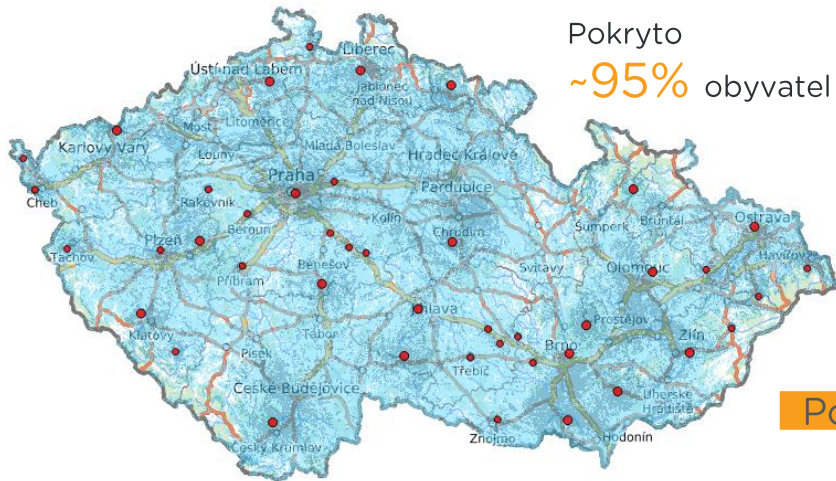 Pokryto
~95% obyvatel
Liberec
Ústí nad Labem
Jablonec
nad Nisou
Litoměřice
Most
Karlovy Vary
Louny
Mladá Boleslav
Hradec Králové
Praha
Pardubice
Cheb
Rakovník
Kolín
Bruntál
Ostrava
Beroun
Chrudim
Šumperk
Plzeň
Havířov
Tachov
Benešov
Svitavy
Olomouc
Příbram
Jihlava
Klatovy
Tábor
Prostějov
Písek
Brno
Zlín
Třebíč
České Budějovice
Uherské
Hradiště
Znojmo
Hodonín
Český Krumlov